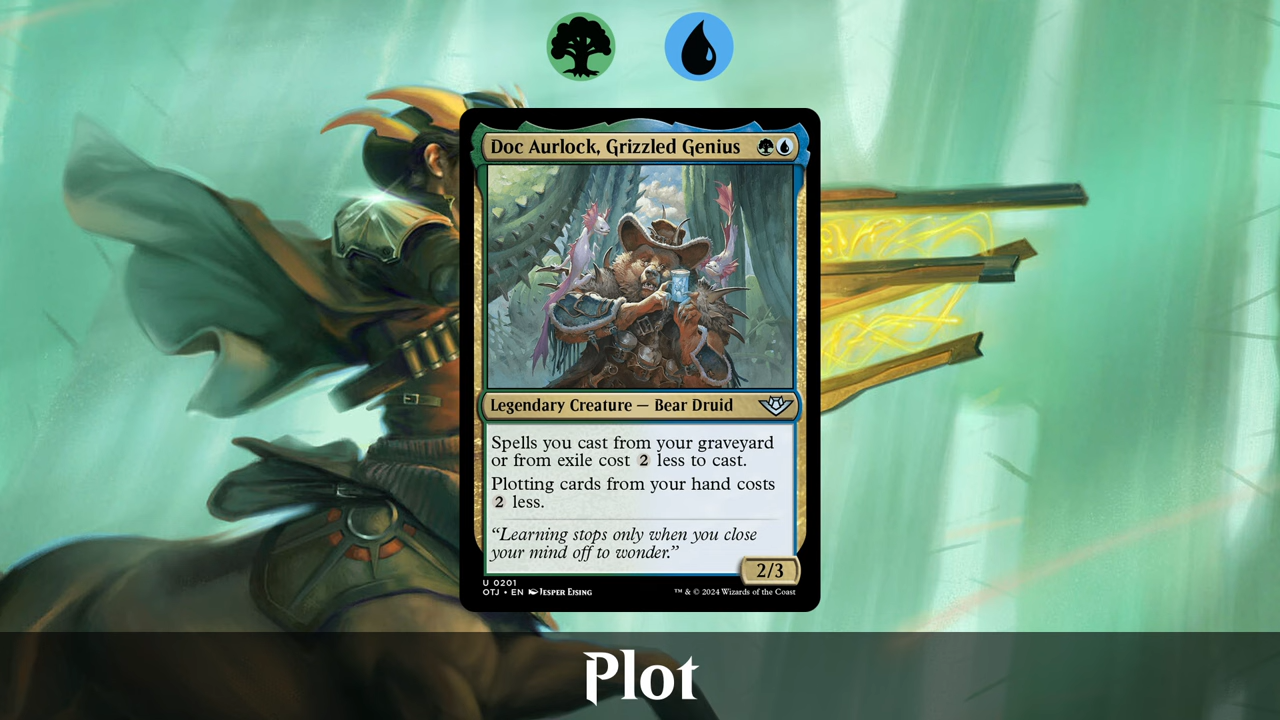 Doc Aurlock, Grizzled Genius
Legendary Creature — Bear Druid
Spells you cast from your graveyard
or from exile cost 2 less to cast.
Plotting cards from your hand costs
2 less.
“Learning stops only when you close
your mind off to wonder.”
2/3
U 0201
OTJ • EN Jesper Eising
™ & © 2024 Wizards of the Coast
Plot